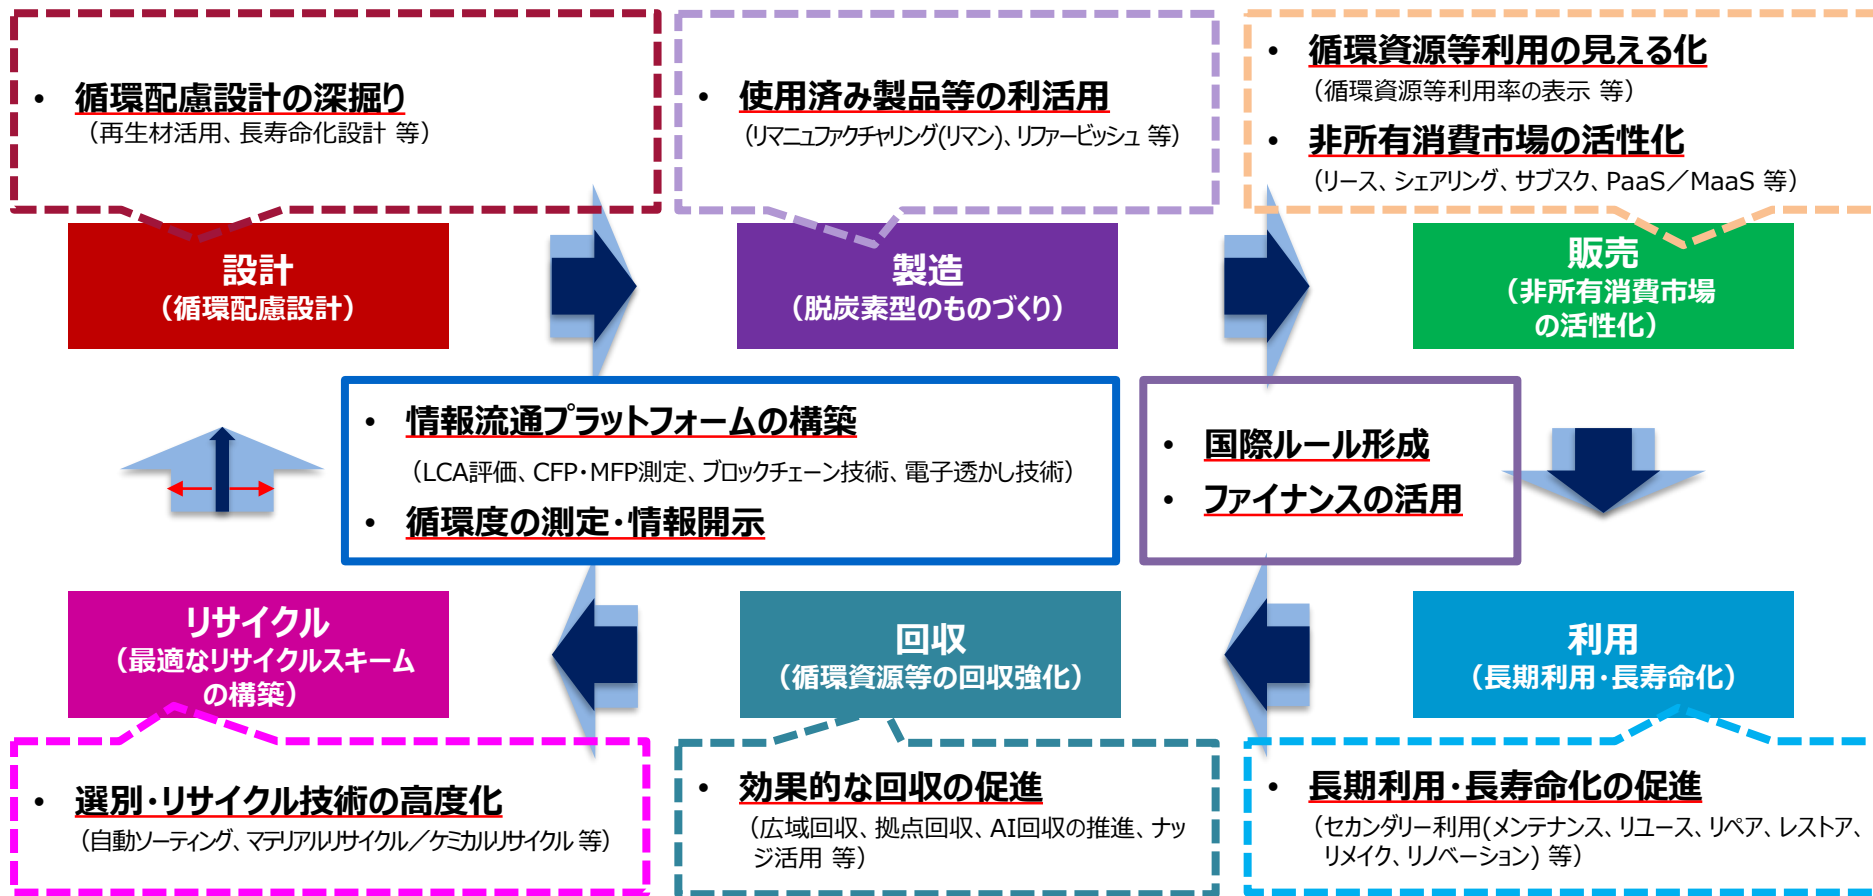 • 循環配慮設計の深掘り
（再生材活用、長寿命化設計 等）
• 使用済み製品等の利活用
（リマニュファクチャリング(リマン)、リファービッシュ 等）
• 循環資源等利用の見える化
（循環資源等利用率の表示 等）
• 非所有消費市場の活性化
（リース、シェアリング、サブスク、PaaS／MaaS 等）
設計
（循環配慮設計）
製造
（脱炭素型のものづくり）
販売
（非所有消費市場
の活性化）
• 情報流通プラットフォームの構築
（LCA評価、CFP・MFP測定、ブロックチェーン技術、電子透かし技術）
• 循環度の測定・情報開示
• 国際ルール形成
• ファイナンスの活用
リサイクル
（最適なリサイクルスキーム
の構築）
回収
（循環資源等の回収強化）
利用
（長期利用・長寿命化）
• 選別・リサイクル技術の高度化
（自動ソーティング、マテリアルリサイクル／ケミカルリサイクル 等）
• 効果的な回収の促進
（広域回収、拠点回収、AI回収の推進、ナッ
ジ活用 等）
• 長期利用・長寿命化の促進
（セカンダリー利用(メンテナンス、リユース、リペア、レストア、
リメイク、リノベーション) 等）